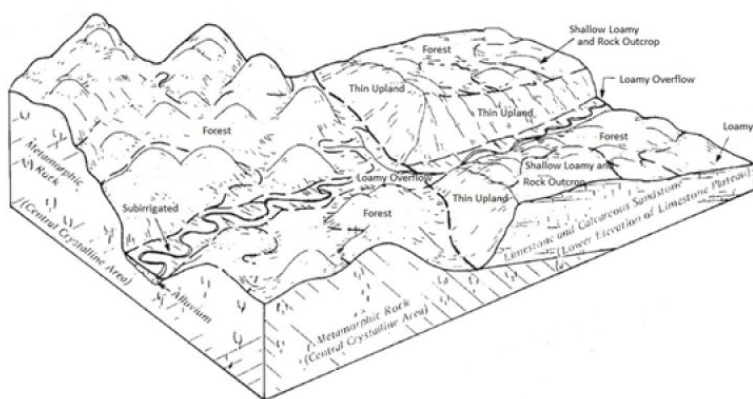 Shallow Loamy
and Rock Outcrop
Forest
Loamy Overflow
Thin Upland
Thin Upland
Forest
Loamy
Forest
Shallow Loamy and
Rock Outcrop
Metamorphic
Rock
(Central Crystalline
Area)
Loamy Overflow
Thin Upland
Subirrigated
Forest
Limestone and Calcareous Sandstone
(Lower Elevation of Limestone Plateau)
Alluvium
Metamorphic Rock
(Central Crystalline Area)